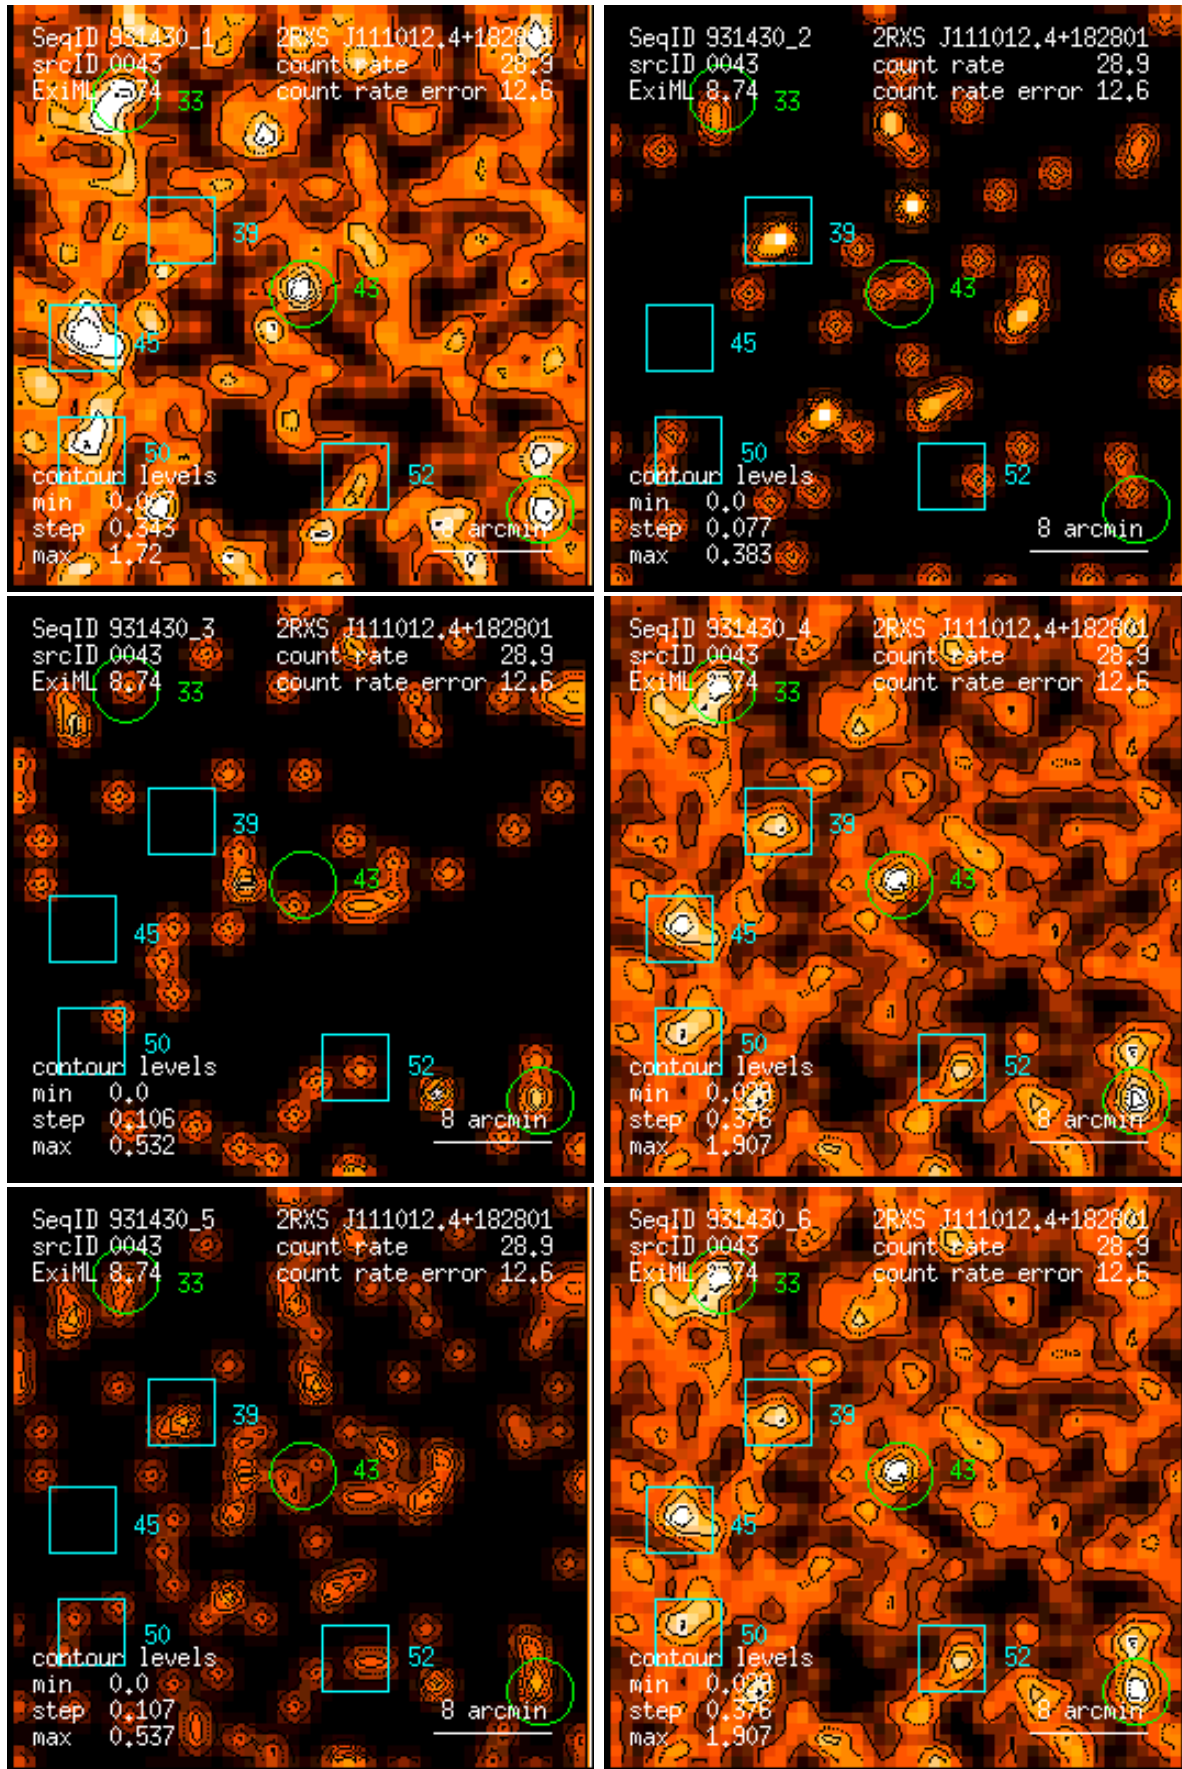 SeqID 931430_1 2RXS J111012.4+182801
srcID 0043 count rate 28.9
ExiML 8.74 count rate error 12.6
33
39
43
45
50
52
contour levels
min 0.067
step 0.343
max 1.72
8 arcmin
SeqID 931430_2 2RXS J111012.4+182801
srcID 0043 count rate 28.9
ExiML 8.74 count rate error 12.6
33
39
43
45
50
52
contour levels
min 0.0
step 0.077
max 0.383
8 arcmin
SeqID 931430_3 2RXS J111012.4+182801
srcID 0043 count rate 28.9
ExiML 8.74 count rate error 12.6
33
39
43
45
50
52
contour levels
min 0.0
step 0.106
max 0.532
8 arcmin
SeqID 931430_4 2RXS J111012.4+182801
srcID 0043 count rate 28.9
ExiML 8.74 count rate error 12.6
33
39
43
45
50
52
contour levels
min
step 0.376
max 1.907
8 arcmin
SeqID 931430_5 2RXS J111012.4+182801
srcID 0043 count rate 28.9
ExiML 8.74 count rate error 12.6
33
39
43
45
50
52
contour levels
min 0.0
step 0.107
max 0.537
8 arcmin
SeqID 931430_6 2RXS J111012.4+182801
srcID 0043 count rate 28.9
ExiML 8.74 count rate error 12.6
33
39
43
45
50
52
contour levels
min
step 0.376
max 1.907
8 arcmin